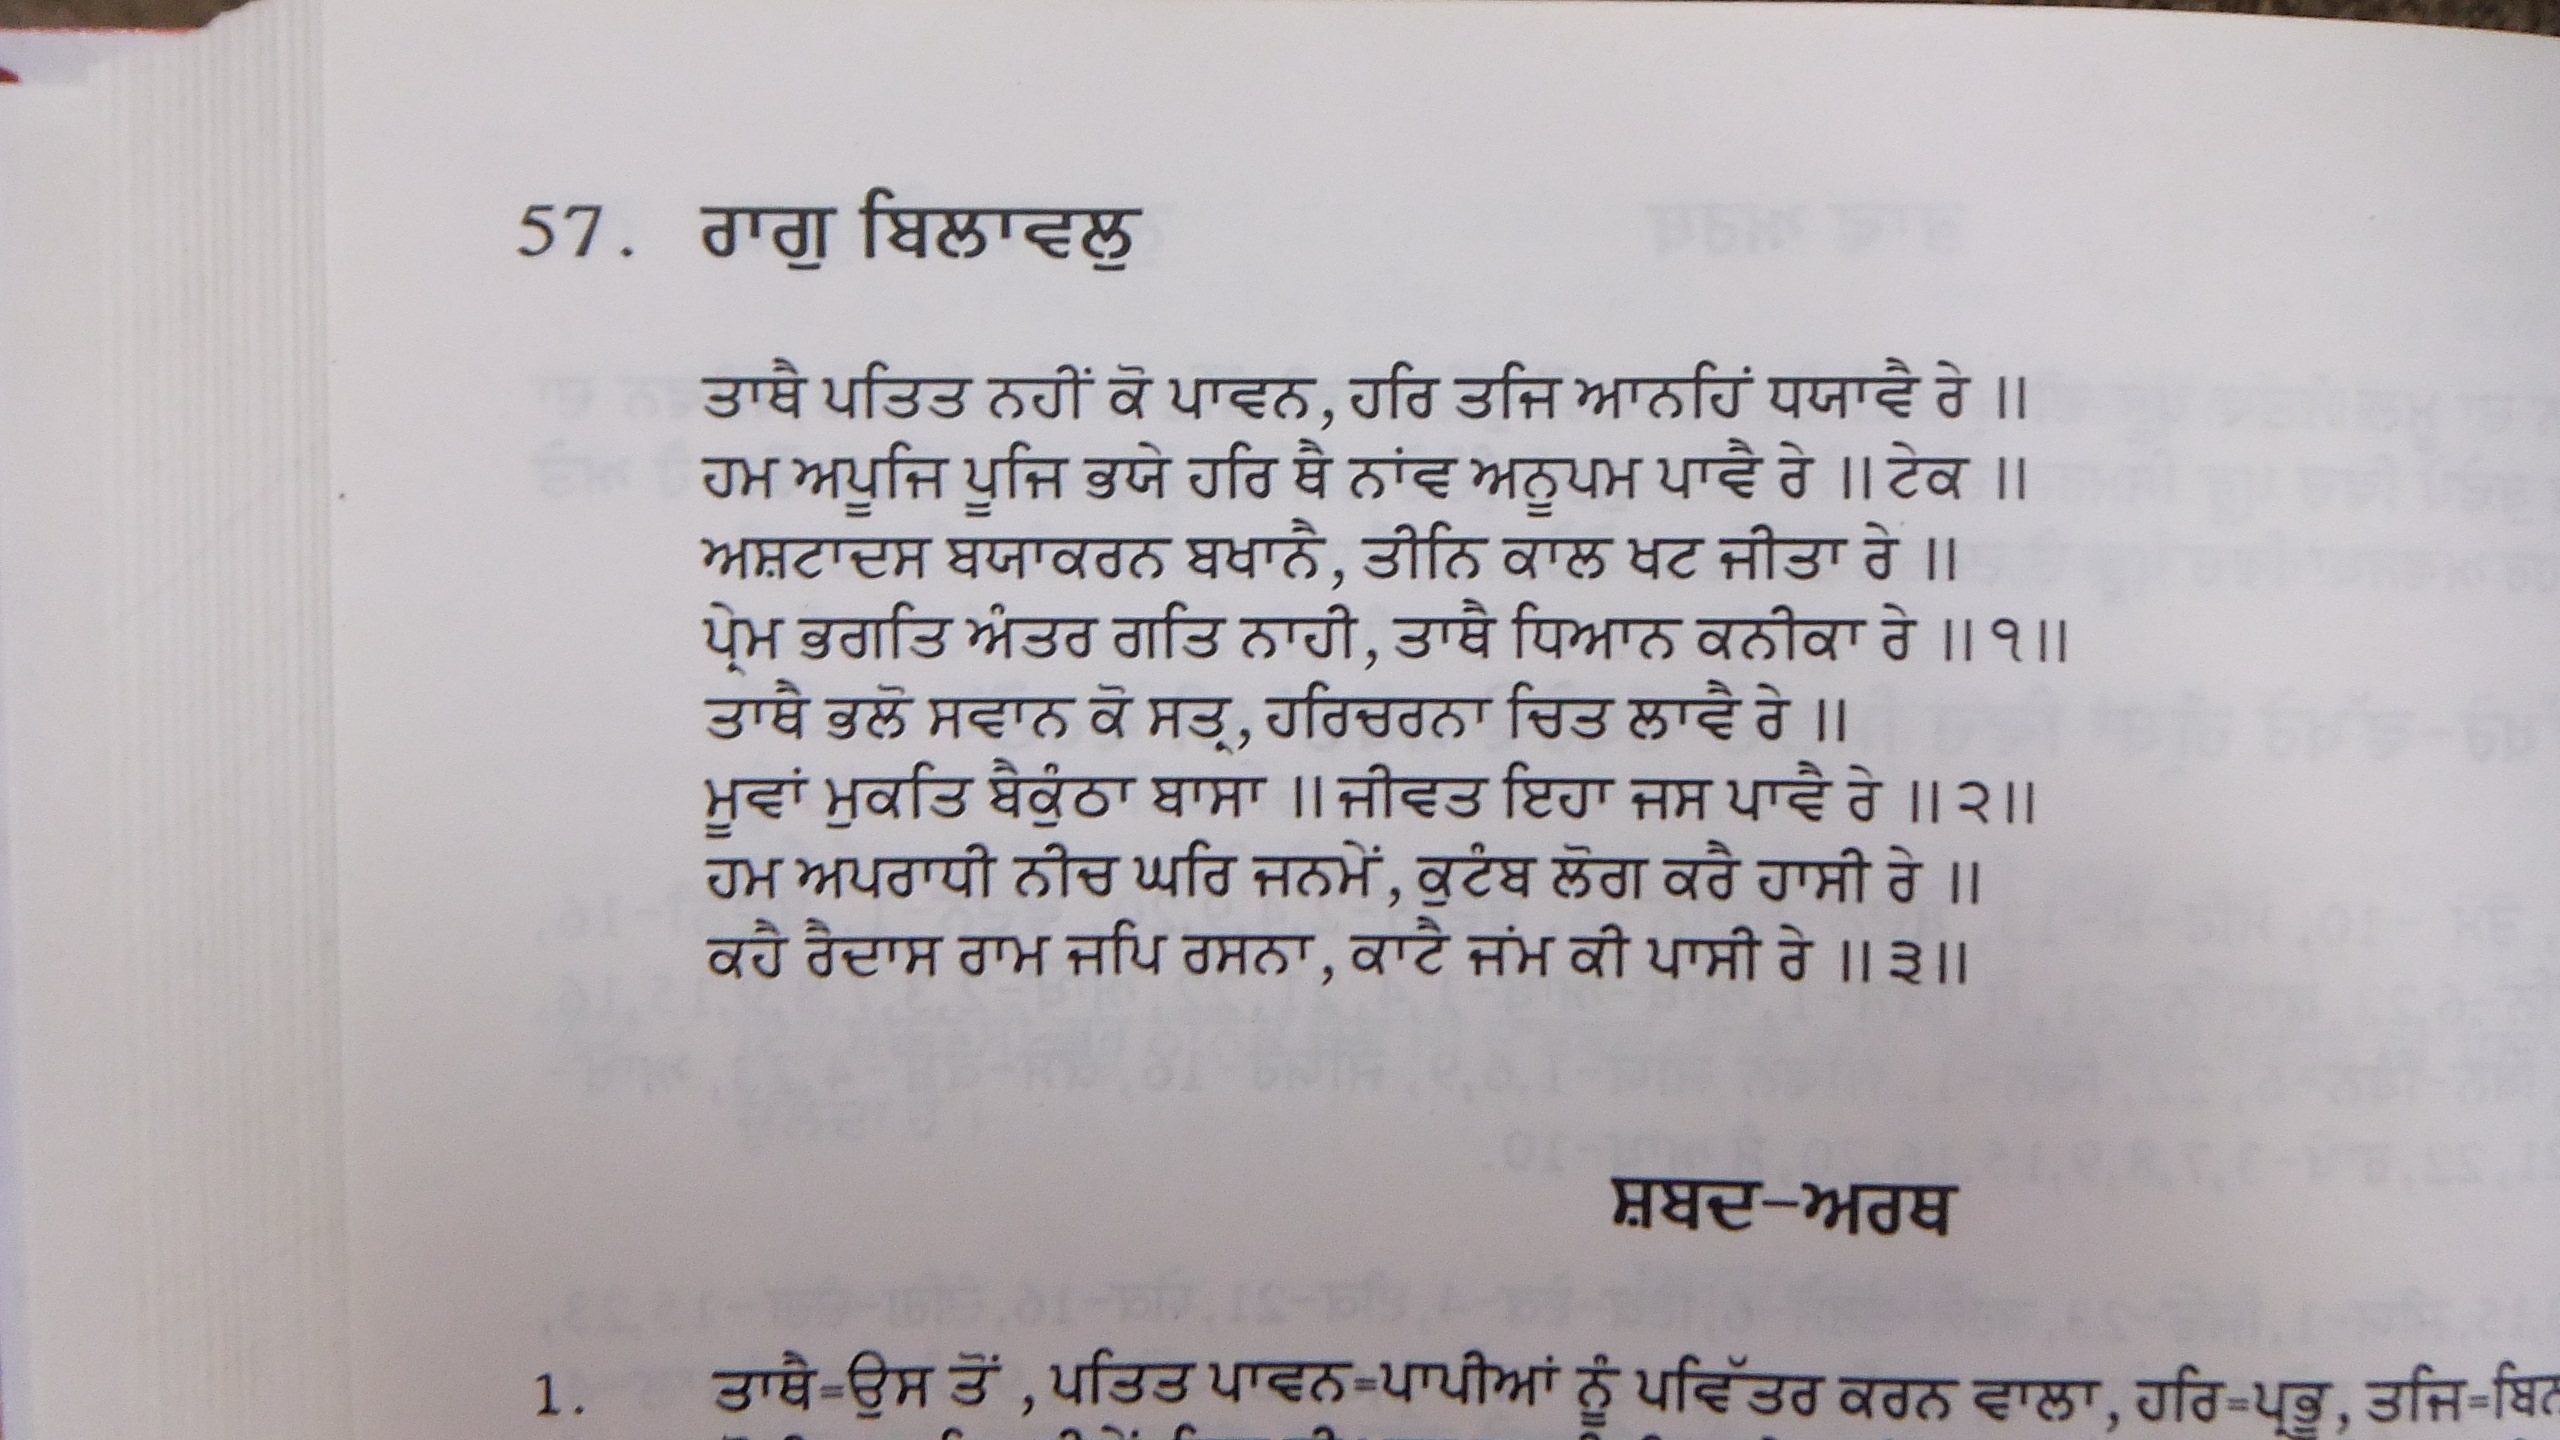 57. ਰਾਗੁ ਬਿਲਾਵਲੁ
ਤਾਥੈ ਪਤਿਤ ਨਹੀਂ ਕੋ ਪਾਵਨ, ਹਰਿ ਤਜਿ ਆਨਹਿਂ ਧਯਾਵੈ ਰੇ ॥
ਹਮ ਅਪੂਜਿ ਪੂਜਿ ਭਯੇ ਹਰਿ ਥੈ ਨਾਂਵ ਅਨੂਪਮ ਪਾਵੈ ਰੇ ॥ ਟੇਕ ॥
ਅਸ਼ਟਾਦਸ ਬਯਾਕਰਨ ਬਖਾਨੈ, ਤੀਨਿ ਕਾਲ ਖਟ ਜੀਤਾ ਰੇ ॥
ਪ੍ਰੇਮ ਭਗਤਿ ਅੰਤਰ ਗਤਿ ਨਾਹੀ, ਤਾਥੈ ਧਿਆਨ ਕਨੀਕਾ ਰੇ ॥੧॥
ਤਾਥੈ ਭਲੋ ਸਵਾਨ ਕੋ ਸਤ੍ਰ, ਹਰਿਚਰਨਾ ਚਿਤ ਲਾਵੈ ਰੇ ॥
ਮੂਵਾਂ ਮੁਕਤਿ ਬੈਕੁੰਠਾ ਬਾਸਾ ॥ ਜੀਵਤ ਇਹਾ ਜਸ ਪਾਵੈ ਰੇ ॥੨॥
ਹਮ ਅਪਰਾਧੀ ਨੀਚ ਘਰਿ ਜਨਮੇਂ, ਕੁਟੰਬ ਲੋਗ ਕਰੈ ਹਾਸੀ ਰੇ ॥
ਕਹੈ ਰੈਦਾਸ ਰਾਮ ਜਪਿ ਰਸਨਾ, ਕਾਟੈ ਜੰਮ ਕੀ ਪਾਸੀ ਰੇ ॥੩॥
ਸ਼ਬਦ-ਅਰਥ
1. ਤਾਥੈ=ਉਸ ਤੋਂ , ਪਤਿਤ ਪਾਵਨ=ਪਾਪੀਆਂ ਨੂੰ ਪਵਿੱਤਰ ਕਰਨ ਵਾਲਾ, ਹਰਿ=ਪ੍ਰਭੂ, ਤਜਿ=